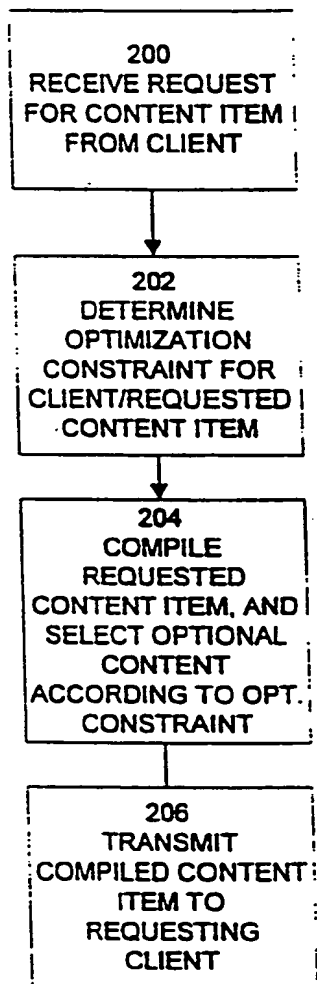 200
RECEIVE REQUEST
FOR CONTENT ITEM
FROM CLIENT
202
DETERMINE
OPTIMIZATION
CONSTRAINT FOR
CLIENT/REQUESTED
CONTENT ITEM
204
COMPILE
REQUESTED
CONTENT ITEM, AND
SELECT OPTIONAL
CONTENT
ACCORDING TO OPT.
CONSTRAINT
206
TRANSMIT
COMPILED CONTENT
ITEM TO
REQUESTING
CLIENT